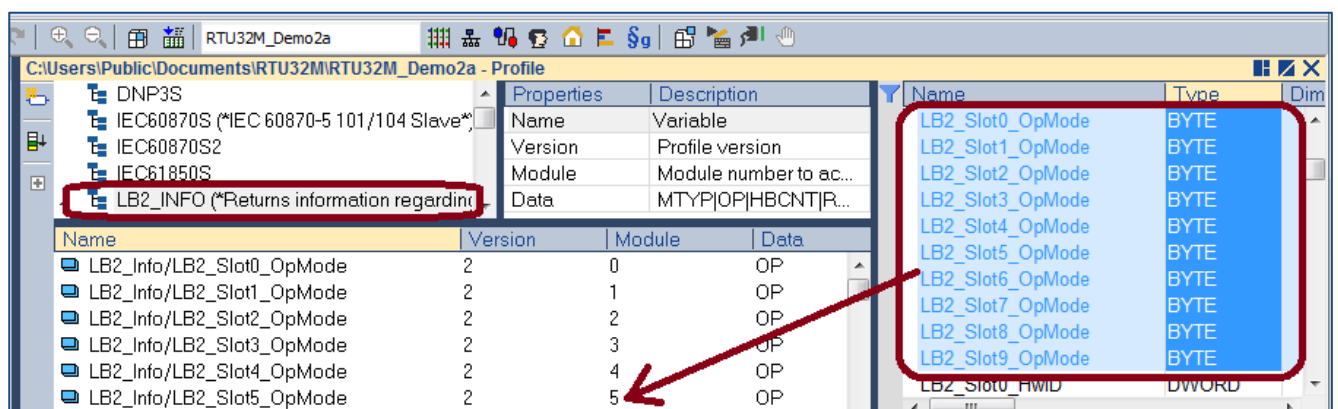 RTU32M_Demo2a
C:\Users\Public\Documents\RTU32M\RTU32M_Demo2a - Profile
DNP3S
IEC60870S (*IEC 60870-5 101/104 Slave*)
IEC60870S2
IEC61850S
LB2_INFO (*Returns information regarding
Properties Description
Name Variable
Version Profile version
Module Module number to ac...
Data MTYP|OP|HBCNT|R...
Name Version Module Data
LB2_Info/LB2_Slot0_OpMode 2 0 OP
LB2_Info/LB2_Slot1_OpMode 2 1 OP
LB2_Info/LB2_Slot2_OpMode 2 2 OP
LB2_Info/LB2_Slot3_OpMode 2 3 OP
LB2_Info/LB2_Slot4_OpMode 2 4 OP
LB2_Info/LB2_Slot5_OpMode 2 5 OP
Name Type Dim
LB2_Slot0_OpMode BYTE
LB2_Slot1_OpMode BYTE
LB2_Slot2_OpMode BYTE
LB2_Slot3_OpMode BYTE
LB2_Slot4_OpMode BYTE
LB2_Slot5_OpMode BYTE
LB2_Slot6_OpMode BYTE
LB2_Slot7_OpMode BYTE
LB2_Slot8_OpMode BYTE
LB2_Slot9_OpMode BYTE
LB2_Slot0_HwID DWORD